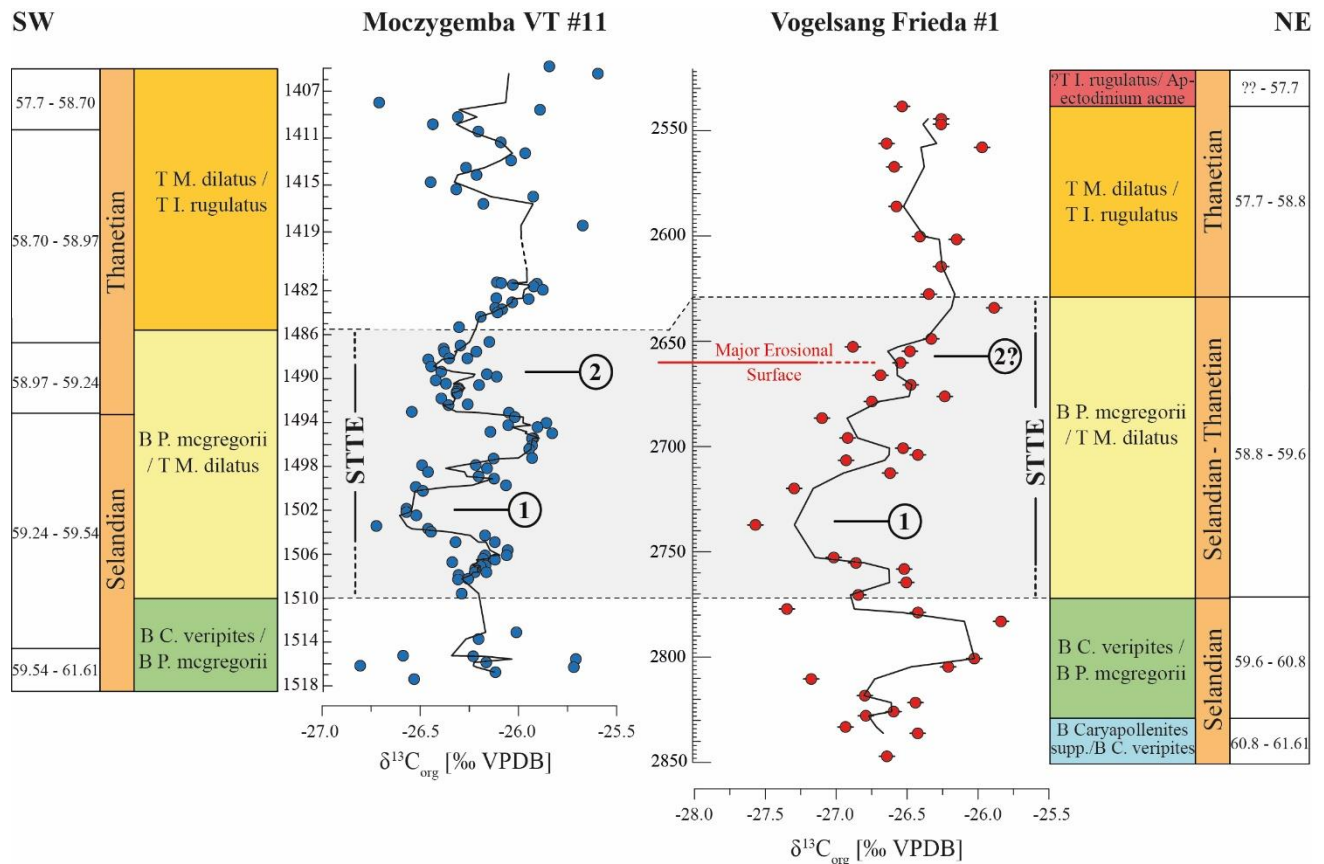 SW
Moczygemba VT #11
Vogelsang Frieda #1
NE
57.7 - 58.70
58.70 - 58.97
58.97 - 59.24
59.24 - 59.54
59.54 - 61.61
Thanetian
Selandian
T M. dilatus /
T I. rugulatus
B P. mcgregorii
/ T M. dilatus
B C. veripites /
B P. mcgregorii
1407
1411
1415
1419
1482
1486
1490
1494
1498
1502
1506
1510
1514
1518
STTE
2
1
-27.0
-26.5
-26.0
-25.5
δ¹³Corg [‰ VPDB]
2550
2600
2650
2700
2750
2800
2850
Major Erosional
Surface
2?
1
STTE
-28.0
-27.5
-27.0
-26.5
-26.0
-25.5
δ¹³Corg [‰ VPDB]
?T I. rugulatus/ Ap-
ectodinium acme
T M. dilatus /
T I. rugulatus
B P. mcgregorii
/ T M. dilatus
B C. veripites /
B P. mcgregorii
B Caryapollenites
supp./B C. veripites
Thanetian
Selandian - Thanetian
Selandian
?? - 57.7
57.7 - 58.8
58.8 - 59.6
59.6 - 60.8
60.8 - 61.61